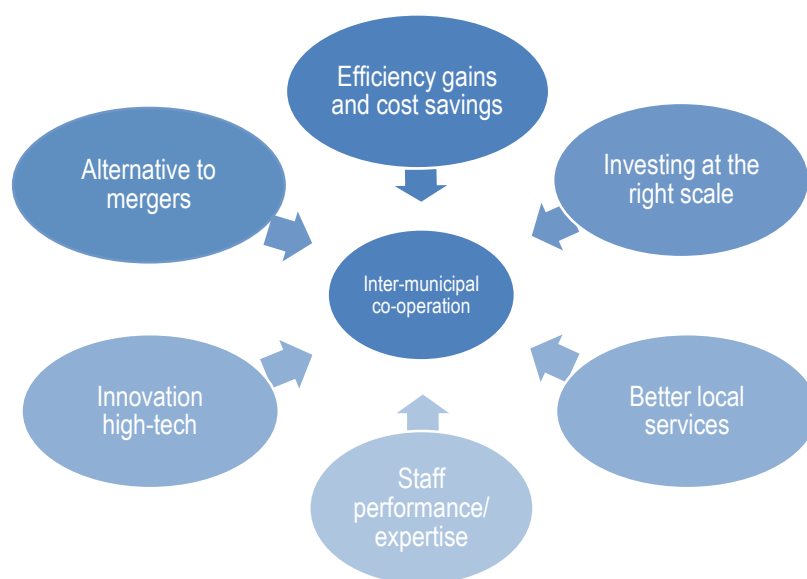 Efficiency gains
and cost savings
Alternative to
mergers
Investing at the
right scale
Inter-municipal
co-operation
Innovation
high-tech
Better local
services
Staff
performance/
expertise